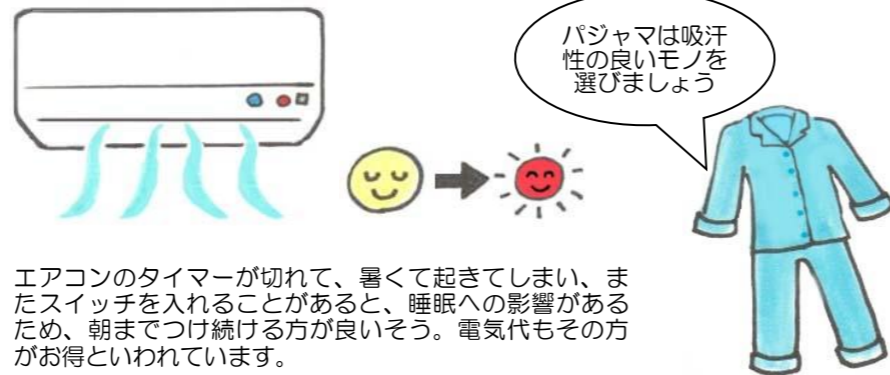 パジャマは吸汗
性の良いモノを
選びましょう
エアコンのタイマーが切れて、暑くて起きてしまい、ま
たスイッチを入れることがあると、睡眠への影響がある
ため、朝までつけ続ける方が良いそう。電気代もその方
がお得といわれています。